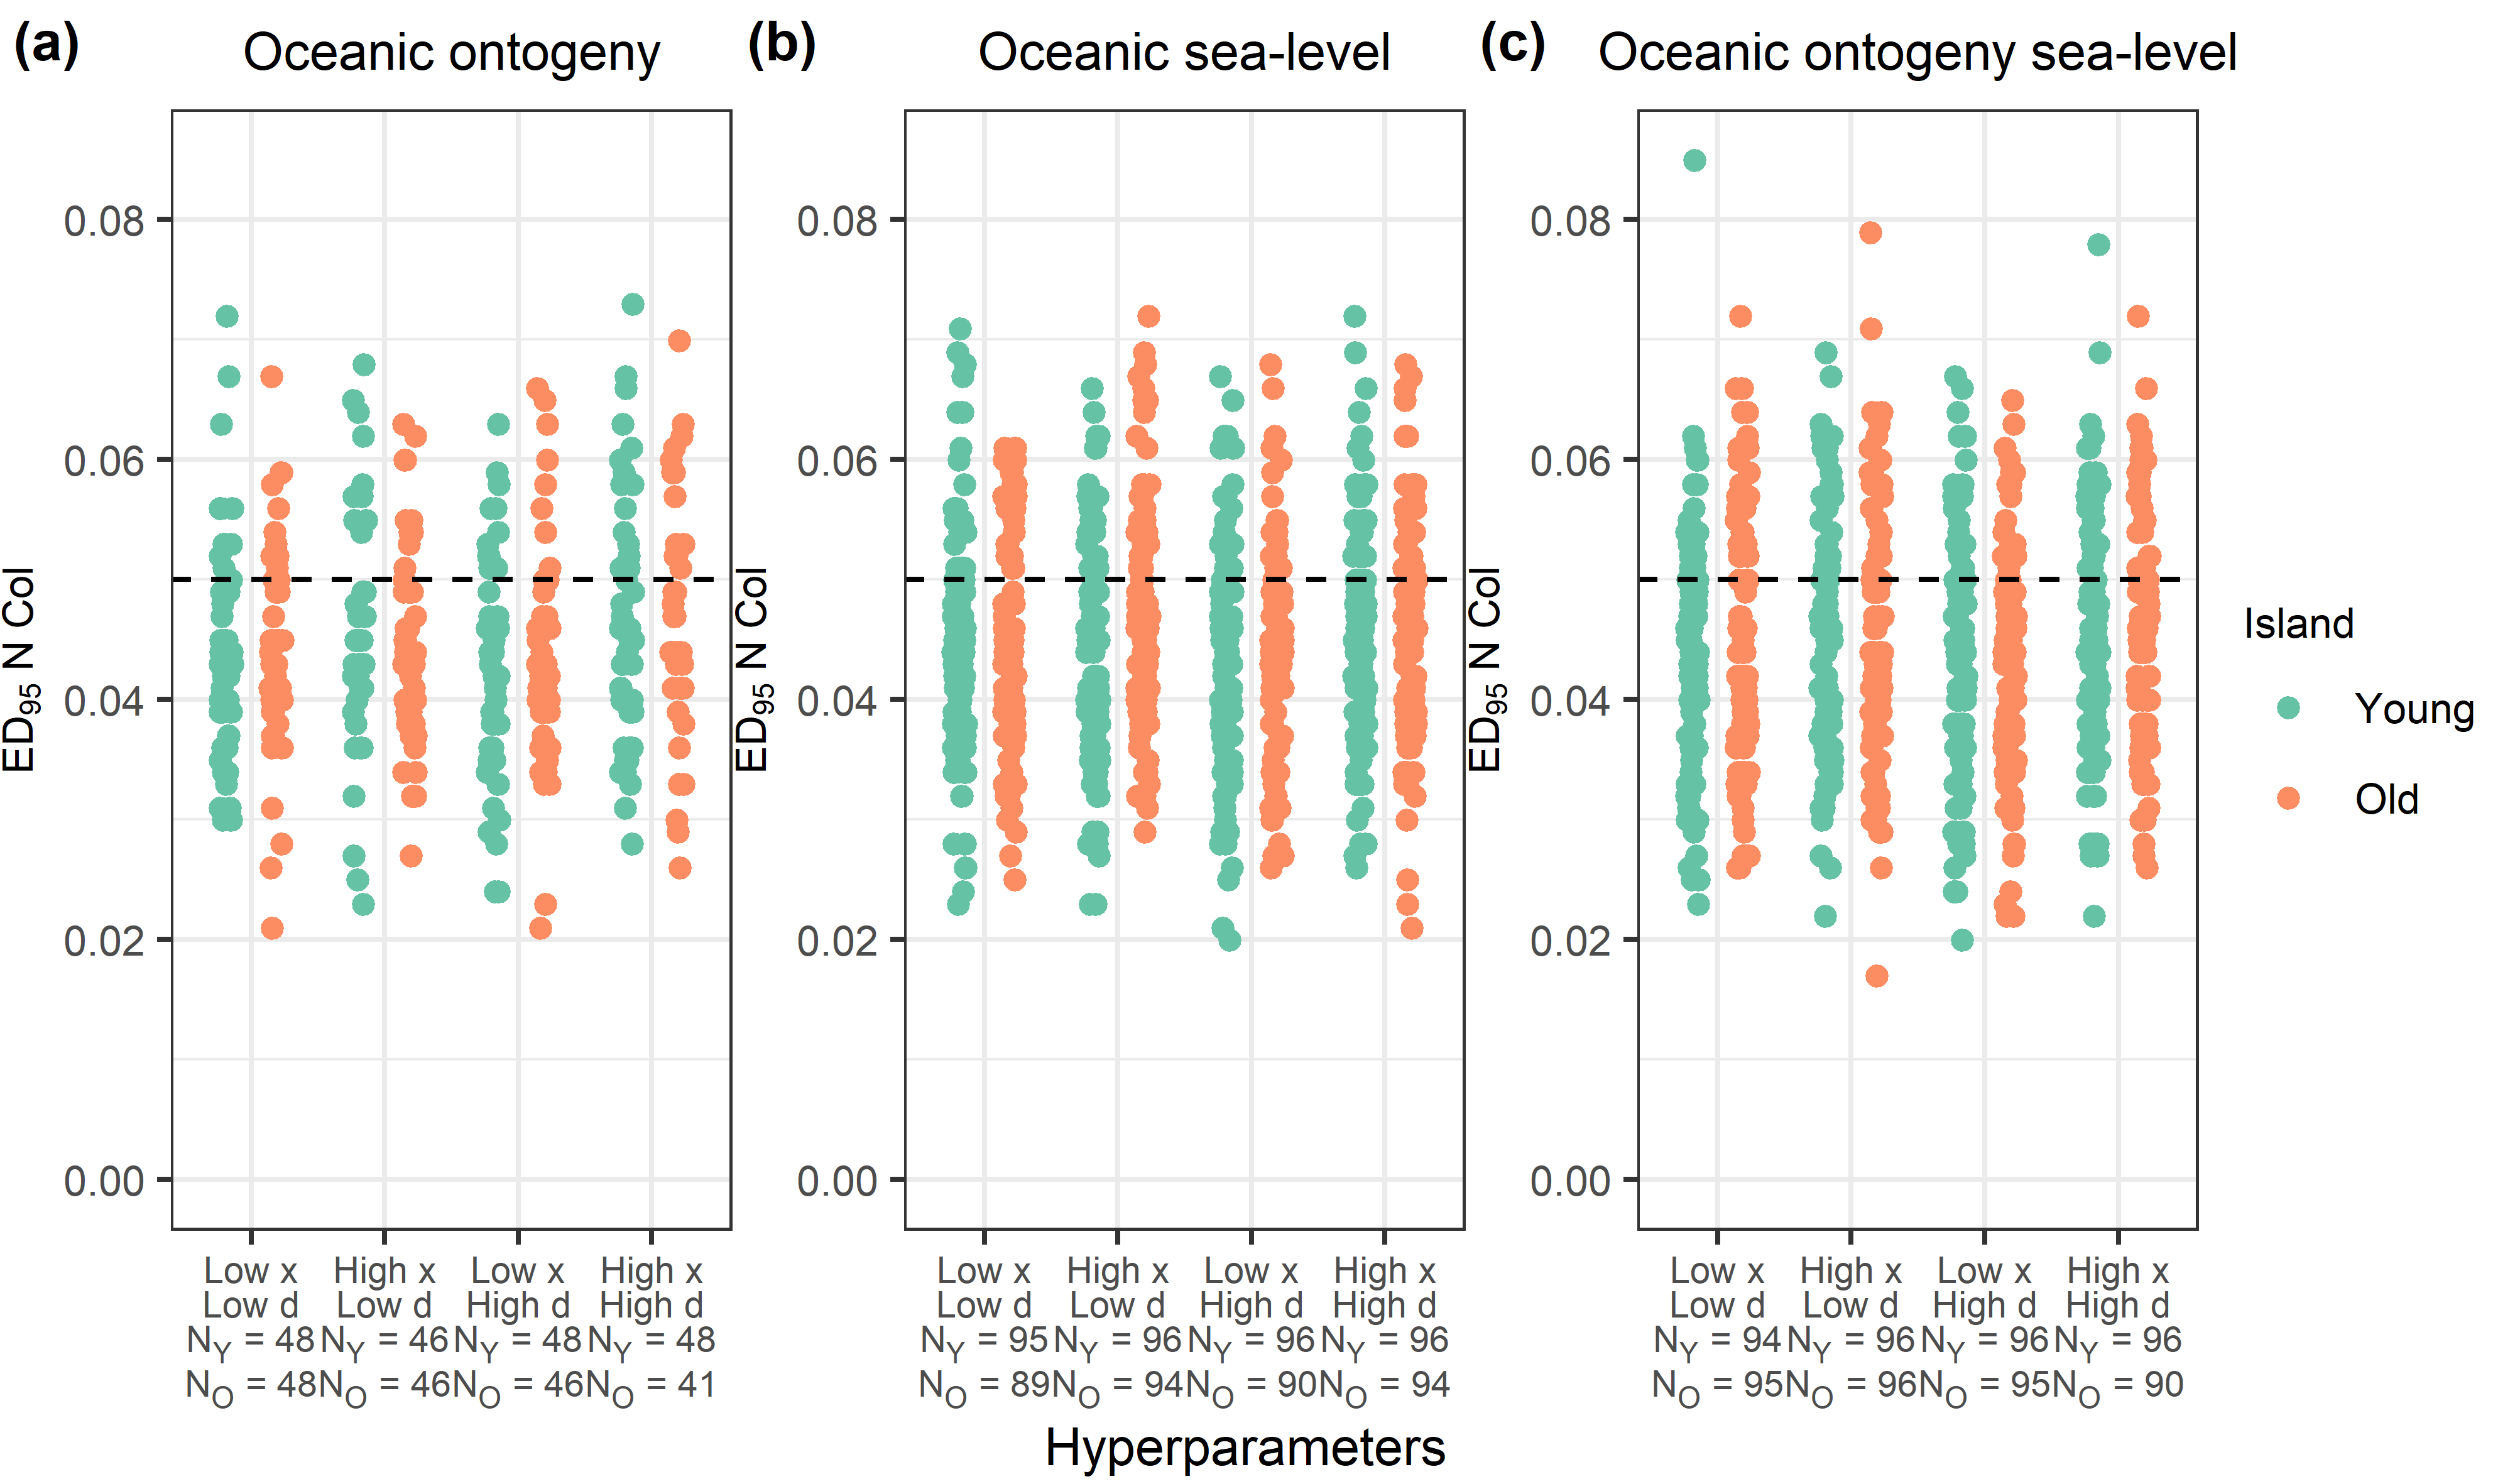 (a) Oceanic ontogeny
(b) Oceanic sea-level
(c) Oceanic ontogeny sea-level
ED95 N Col
0.08
0.06
0.04
0.02
0.00
Low x High x Low x High x
Low d Low d High d High d
NY = 48 NY = 46 NY = 48 NY = 48
NO = 48 NO = 46 NO = 46 NO = 41
ED95 N Col
0.08
0.06
0.04
0.02
0.00
Low x High x Low x High x
Low d Low d High d High d
NY = 95 NY = 96 NY = 96 NY = 96
NO = 89 NO = 94 NO = 90 NO = 94
ED95 N Col
0.08
0.06
0.04
0.02
0.00
Low x High x Low x High x
Low d Low d High d High d
NY = 94 NY = 96 NY = 96 NY = 96
NO = 95 NO = 96 NO = 95 NO = 90
Hyperparameters
Island
Young
Old